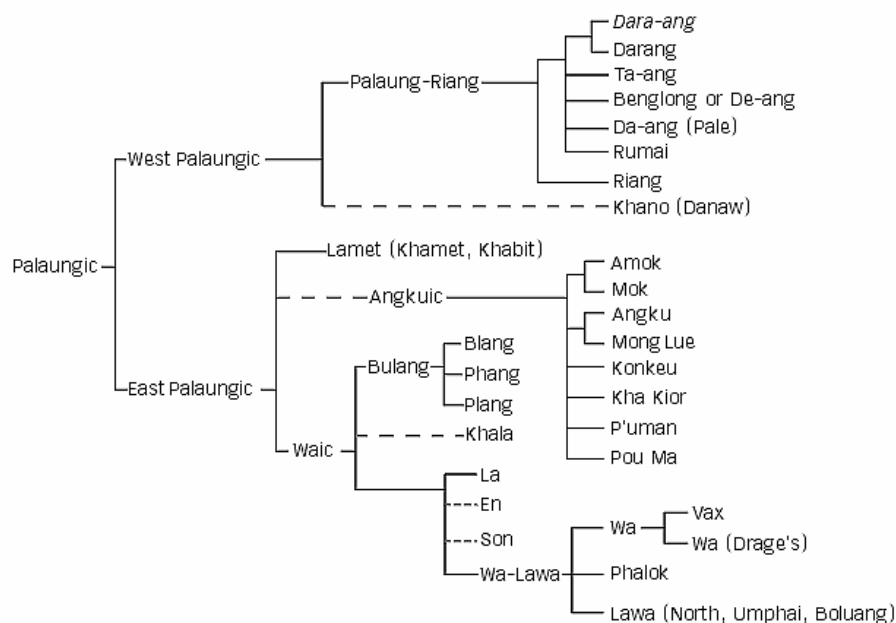 Dara-ang
Darang
Palaung-Riang
Ta-ang
Benglong or De-ang
Da-ang (Pale)
West Palaungic
Rumai
Riang
Khano (Danaw)
Lamet (Khamet, Khabit)
Palaungic
Amok
Angkuic
Mok
Angku
Blang
Mong Lue
Bulang
Phang
Konkeu
East Palaungic
Plang
Kha Kior
Khala
P'uman
Waic
Pou Ma
La
En
Vax
Wa
Son
Wa (Drage's)
Wa-Lawa
Phalok
Lawa (North, Umphai, Boluang)